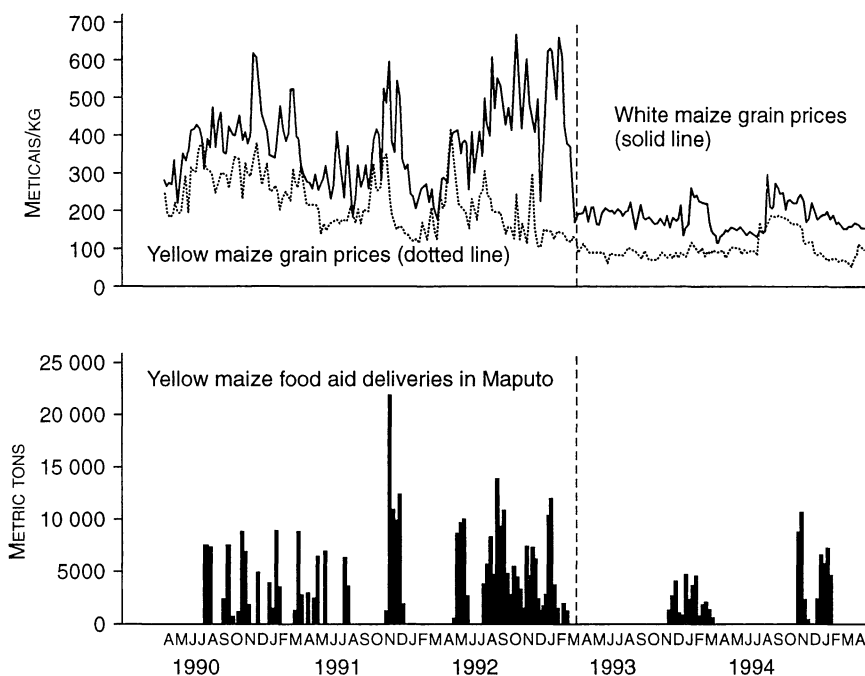 700
600
500
400
300
200
100
0
METICAIS/KG
White maize grain prices
(solid line)
Yellow maize grain prices (dotted line)
25 000
20 000
15 000
10 000
5000
0
METRIC TONS
Yellow maize food aid deliveries in Maputo
AMJJASONDJFMAMJJASONDJFMAMJJASONDJFMAMJJASONDJFMAMJJASONDJFMA
1990 1991 1992 1993 1994